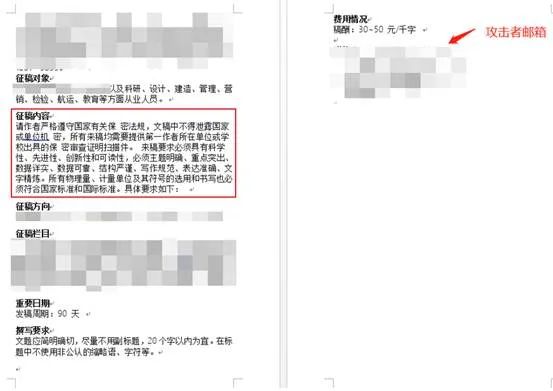 征稿对象
以及科研、设计、建造、管理、营
销、检验、航运、教育等方面从业人员。
征稿内容
请作者严格遵守国家有关保 密法规，文稿中不得泄露国家
或单位机 密，所有来稿均需要提供第一作者所在单位或学
校出具的保 密审查证明扫描件。 来稿要求必须具有科学
性、先进性、创新性和可读性，必须主题明确、重点突出、
数据详实、数据可靠、结构严谨、写作规范、表达准确、文
字精炼。所有物理量、计量单位及其符号的选用和书写也必
须符合国家标准和国际标准。具体要求如下：
征稿方向
征稿栏目
重要日期
发稿周期：90 天
撰写要求
文题应简明确切，尽量不用副标题，20 个字以内为宜。在标
题中不使用非公认的缩略语、字符等。
费用情况
稿酬：30~50 元/千字
攻击者邮箱